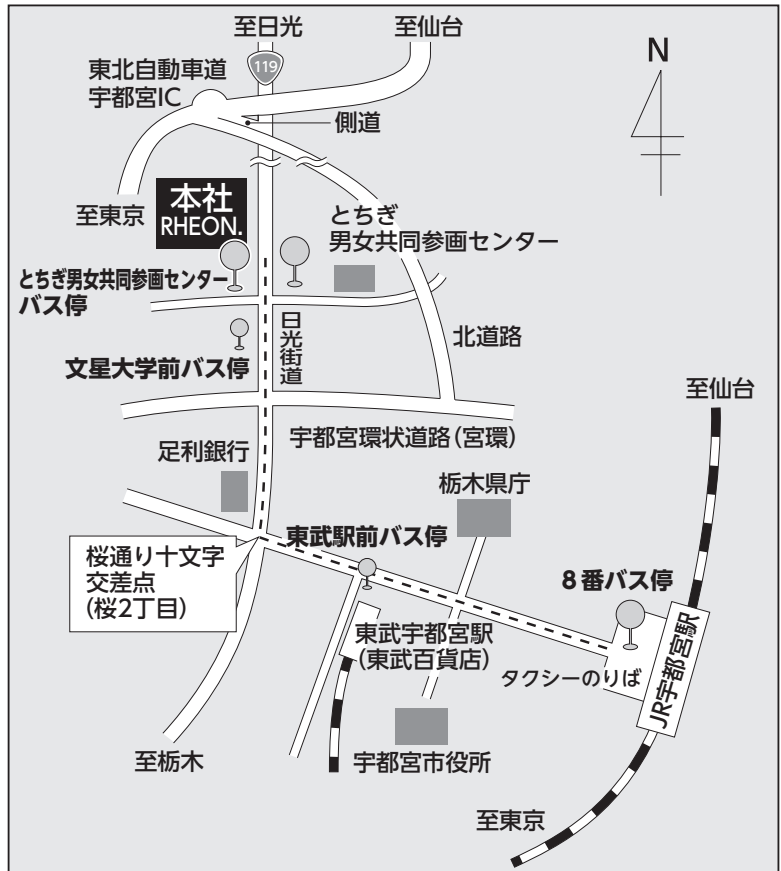 至日光
至仙台
119
N
東北自動車道
宇都宮IC
側道
至東京
本社
RHEON.
とちぎ
男女共同参画センター
とちぎ男女共同参画センター
バス停
日光街道
北道路
文星大学前バス停
至仙台
宇都宮環状道路(宮環)
足利銀行
栃木県庁
東武駅前バス停
桜通り十文字
交差点
(桜2丁目)
8番バス停
東武宇都宮駅
(東武百貨店)
タクシーのりば
JR宇都宮駅
至栃木
宇都宮市役所
至東京